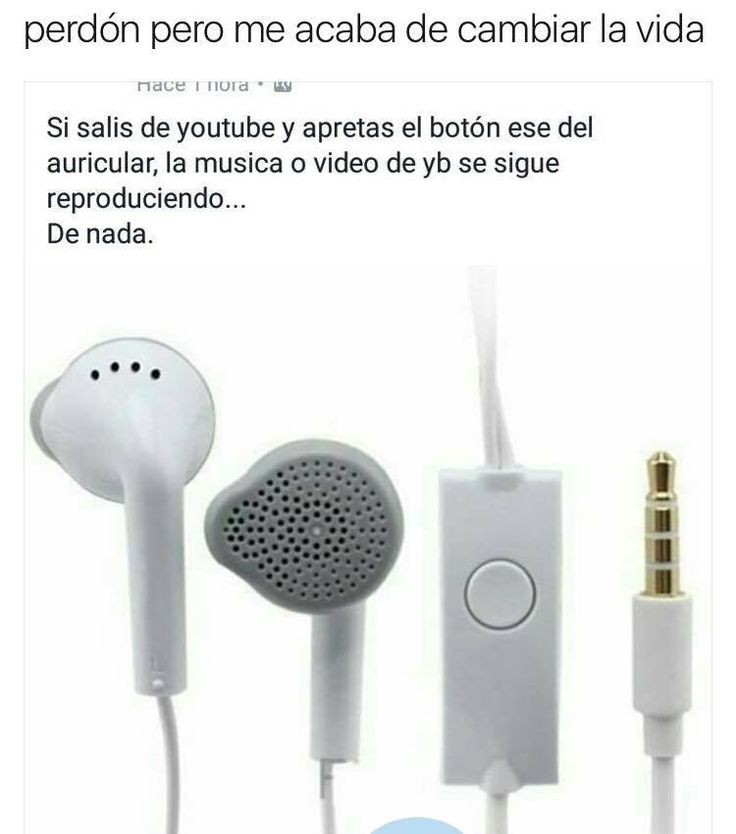 perdón pero me acaba de cambiar la vida
Hace 1 hora ·
Si salis de youtube y apretas el botón ese del
auricular, la musica o video de yb se sigue
reproduciendo...
De nada.